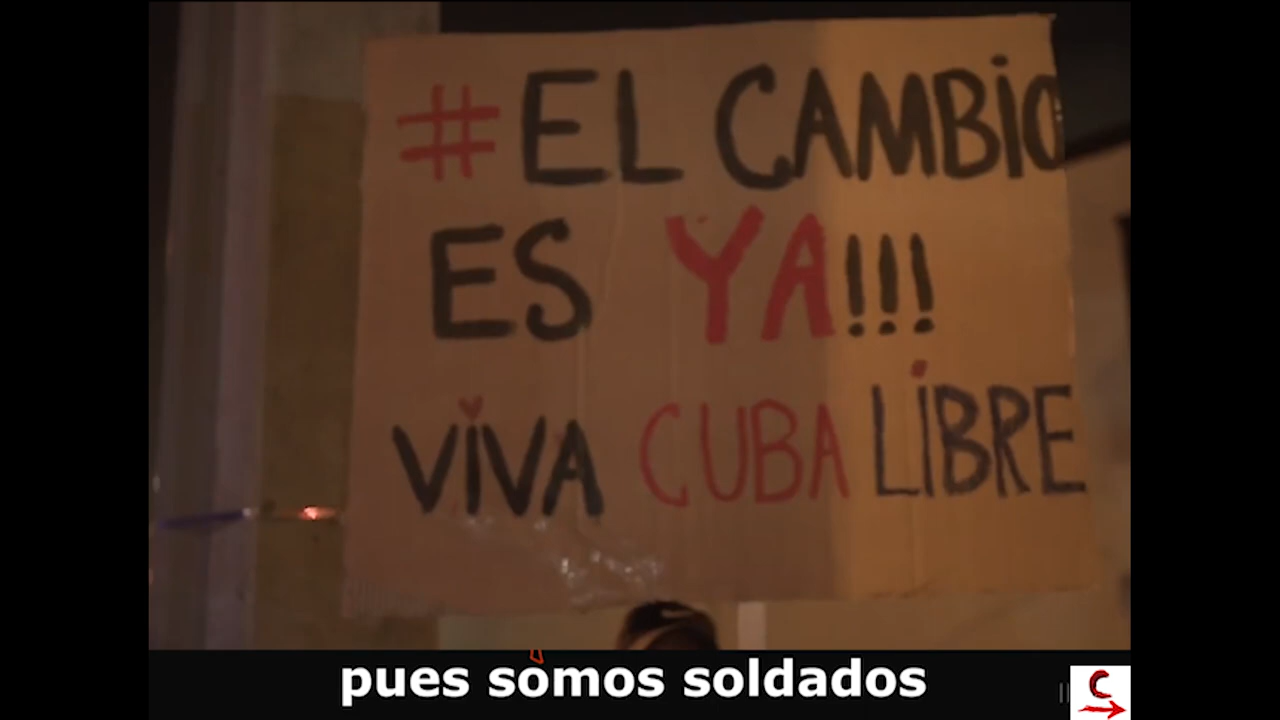 #EL CAMBIO
ES YA!!!
VIVA CUBA LIBRE
pues somos soldados
C